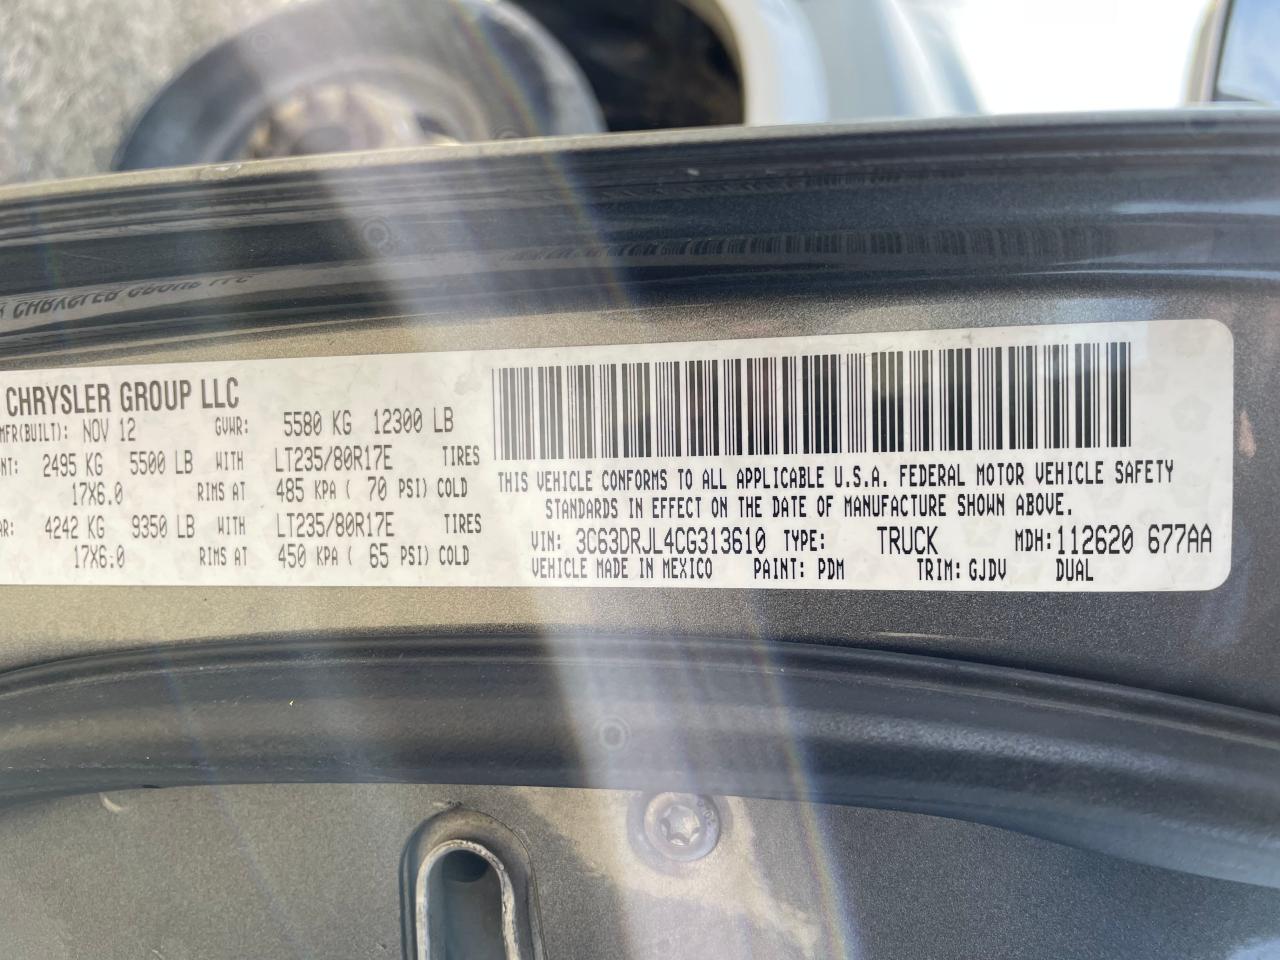 CHRYSLER GROUP LLC
MFR(BUILT): NOV 12 GVWR: 5580 KG 12300 LB
NT: 2495 KG 5500 LB WITH LT235/80R17E TIRES
17X6.0 RIMS AT 485 KPA ( 70 PSI) COLD
AR: 4242 KG 9350 LB WITH LT235/80R17E TIRES
17X6.0 RIMS AT 450 KPA ( 65 PSI) COLD
THIS VEHICLE CONFORMS TO ALL APPLICABLE U.S.A. FEDERAL MOTOR VEHICLE SAFETY
STANDARDS IN EFFECT ON THE DATE OF MANUFACTURE SHOWN ABOVE.
VIN: 3C63DRJL4CG313610 TYPE: TRUCK MDH: 112620 677AA
VEHICLE MADE IN MEXICO PAINT: PDM TRIM: GJDV DUAL